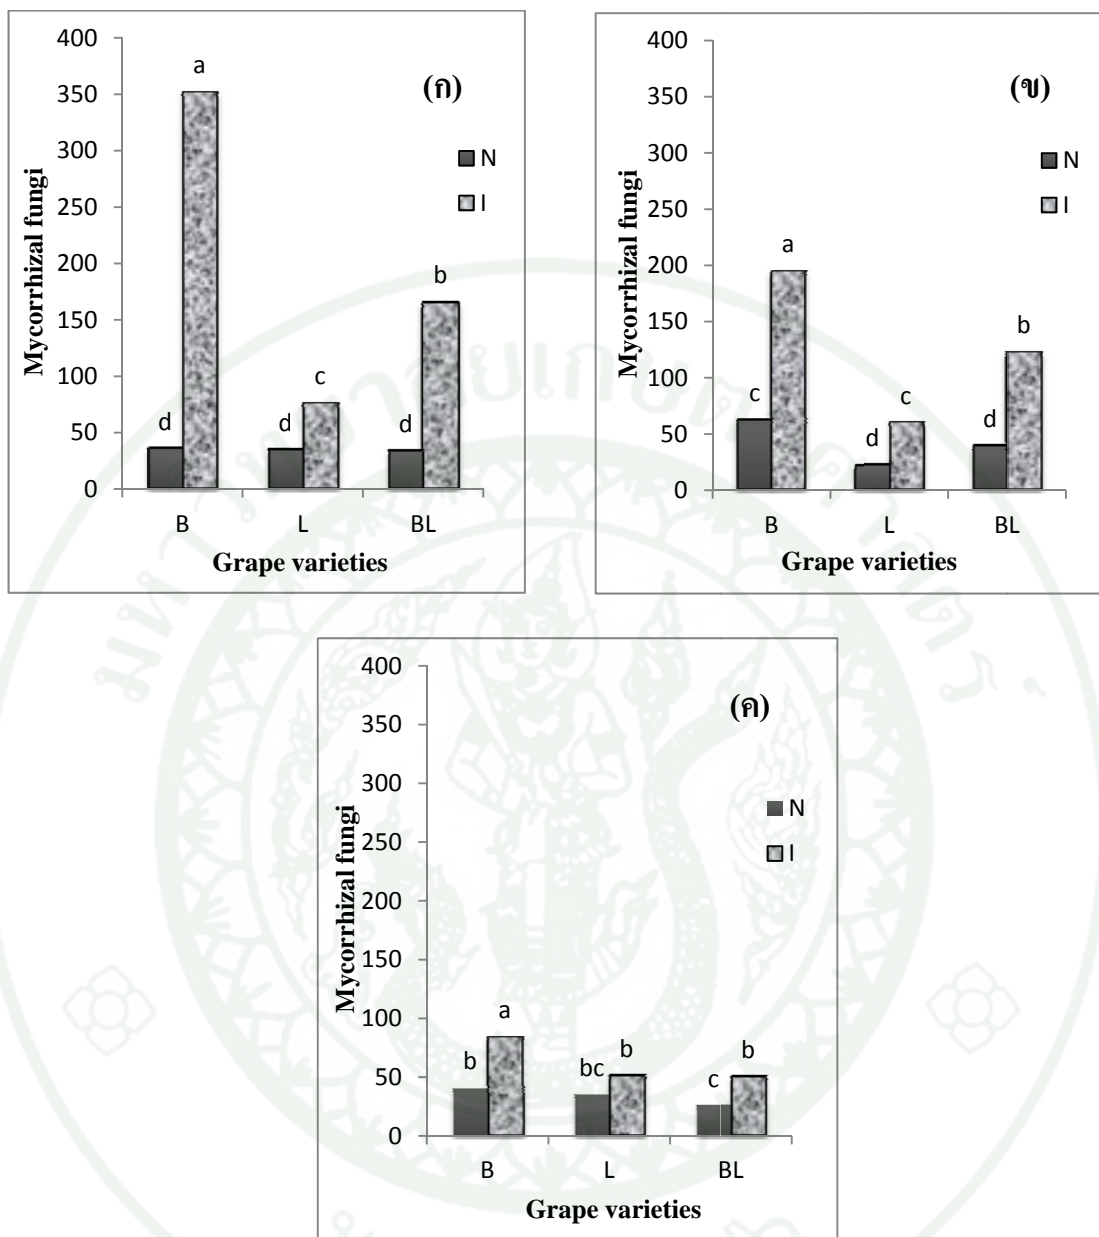 400
350
300
250
200
150
100
50
0
Mycorrhizal fungi
(ก)
N
I
a
b
c
d
d
d
B
L
BL
Grape varieties
400
350
300
250
200
150
100
50
0
Mycorrhizal fungi
(ข)
N
I
a
b
c
c
d
d
B
L
BL
Grape varieties
400
350
300
250
200
150
100
50
0
Mycorrhizal fungi
(ค)
N
I
a
b
bc
b
c
b
B
L
BL
Grape varieties